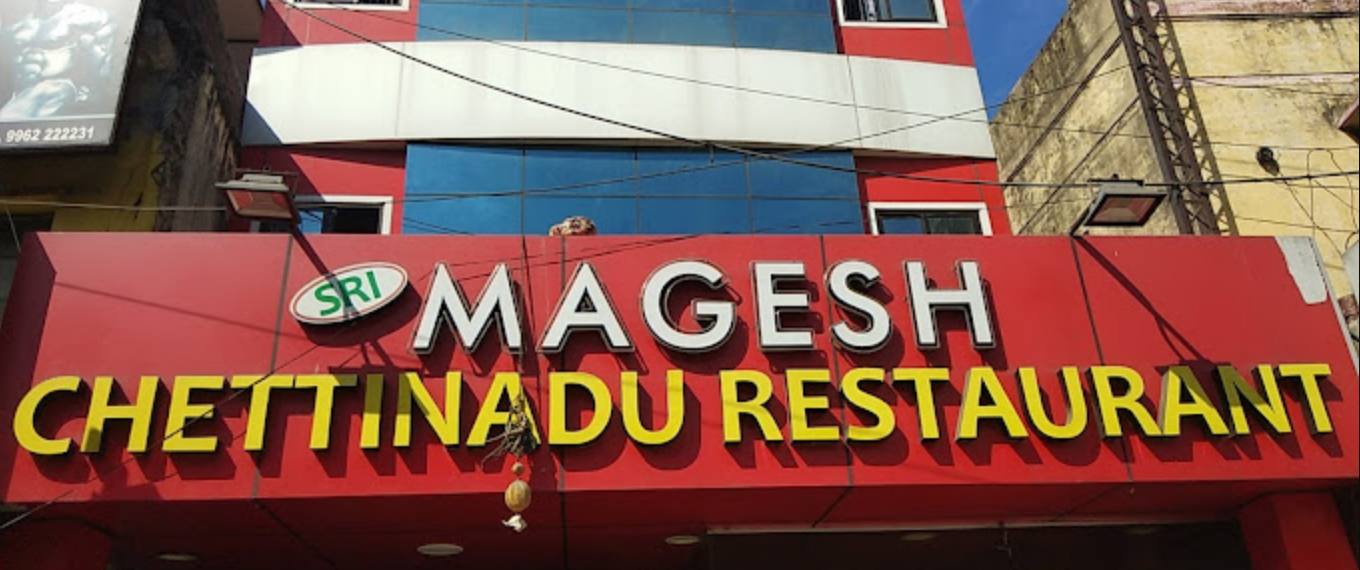 9962 222231
SRI MAGESH
CHETTINADU RESTAURANT